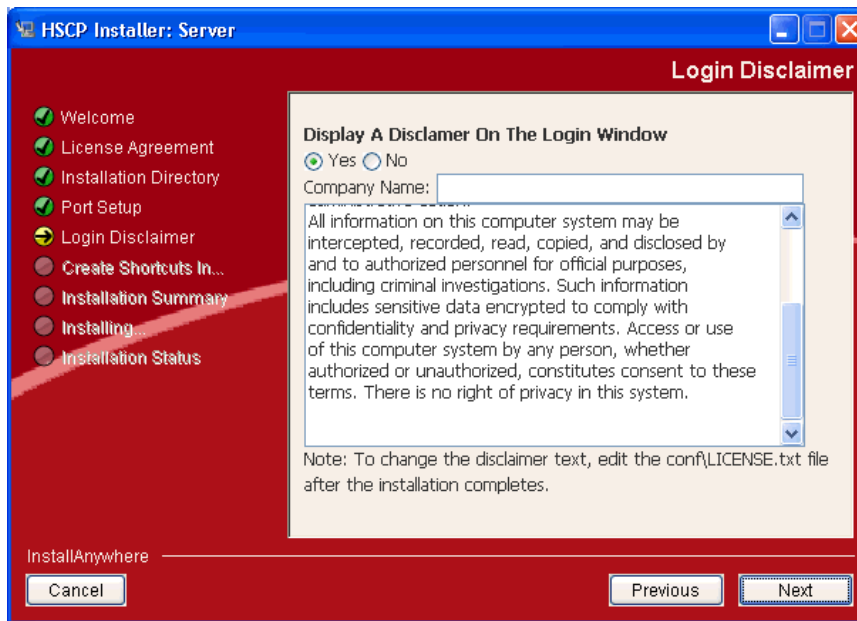 HSCP Installer: Server
Login Disclaimer
Welcome
License Agreement
Installation Directory
Port Setup
Login Disclaimer
Create Shortcuts In...
Installation Summary
Installing...
Installation Status
Display A Disclamer On The Login Window
Yes No
Company Name:
All information on this computer system may be
intercepted, recorded, read, copied, and disclosed by
and to authorized personnel for official purposes,
including criminal investigations. Such information
includes sensitive data encrypted to comply with
confidentiality and privacy requirements. Access or use
of this computer system by any person, whether
authorized or unauthorized, constitutes consent to these
terms. There is no right of privacy in this system.
Note: To change the disclaimer text, edit the conf\LICENSE.txt file
after the installation completes.
InstallAnywhere
Cancel
Previous
Next